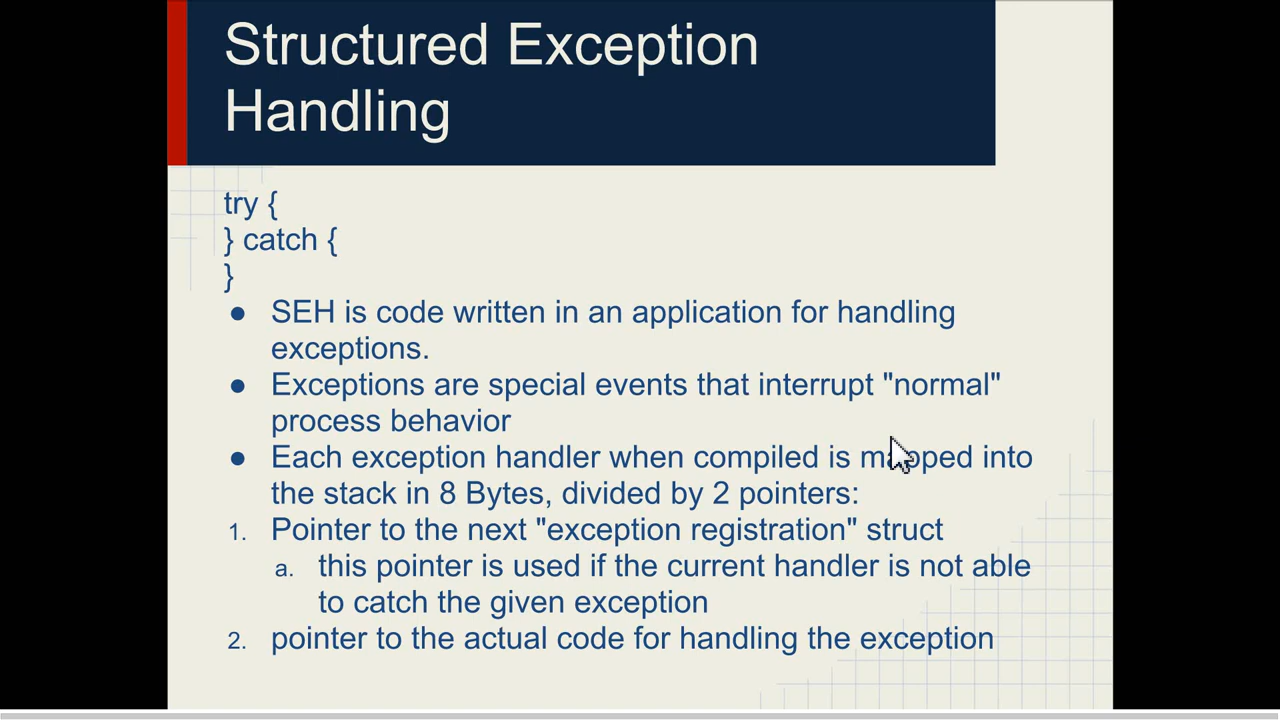 Structured Exception
Handling
try {
} catch {
}
● SEH is code written in an application for handling
exceptions.
● Exceptions are special events that interrupt "normal"
process behavior
● Each exception handler when compiled is mapped into
the stack in 8 Bytes, divided by 2 pointers:
1. Pointer to the next "exception registration" struct
a. this pointer is used if the current handler is not able
to catch the given exception
2. pointer to the actual code for handling the exception